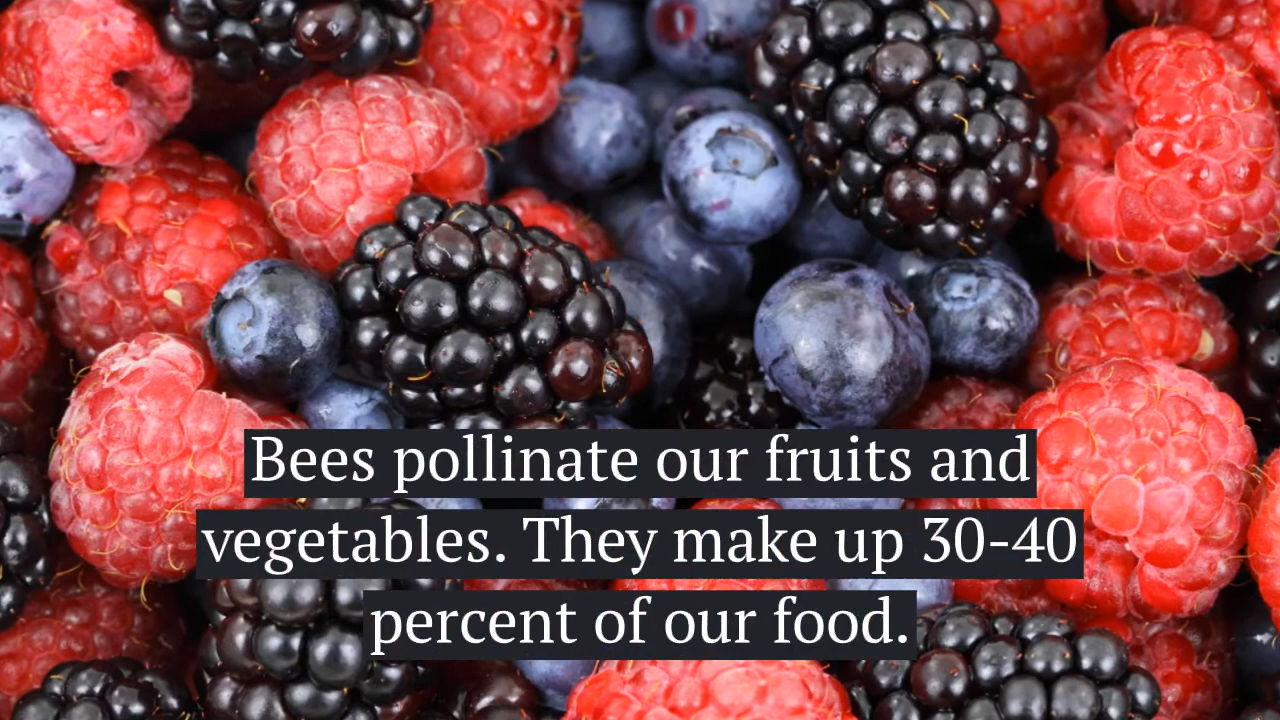 Bees pollinate our fruits and
vegetables. They make up 30-40
percent of our food.